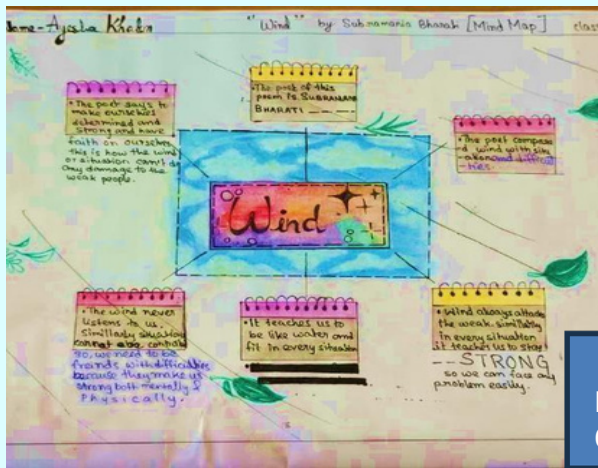 Name- Ayesha Khadn
"Wind" by Subramania Bharati [Mind Map]
class
• The poet says to
make ourselves
determined and
strong and have
faith on ourselves
this is how the wind
or situation can't do
any damage to the
weak people.
• The poet of this
poem is SUBRAMANIA
BHARATI
• The poet compose
d wind with situ
-ation and difficul
-ties.
Wind
• The wind never
listens to us.
Similarly situation
cannot also control
so, we need to be
friends with difficulties
because they make us
strong both mentally &
Physically.
• It teaches us to
be like water and
fit in every situation
• Wind always attacks
the weak. similarly
in every situation
it teaches us to stay
STRONG
so we can face any
problem easily.